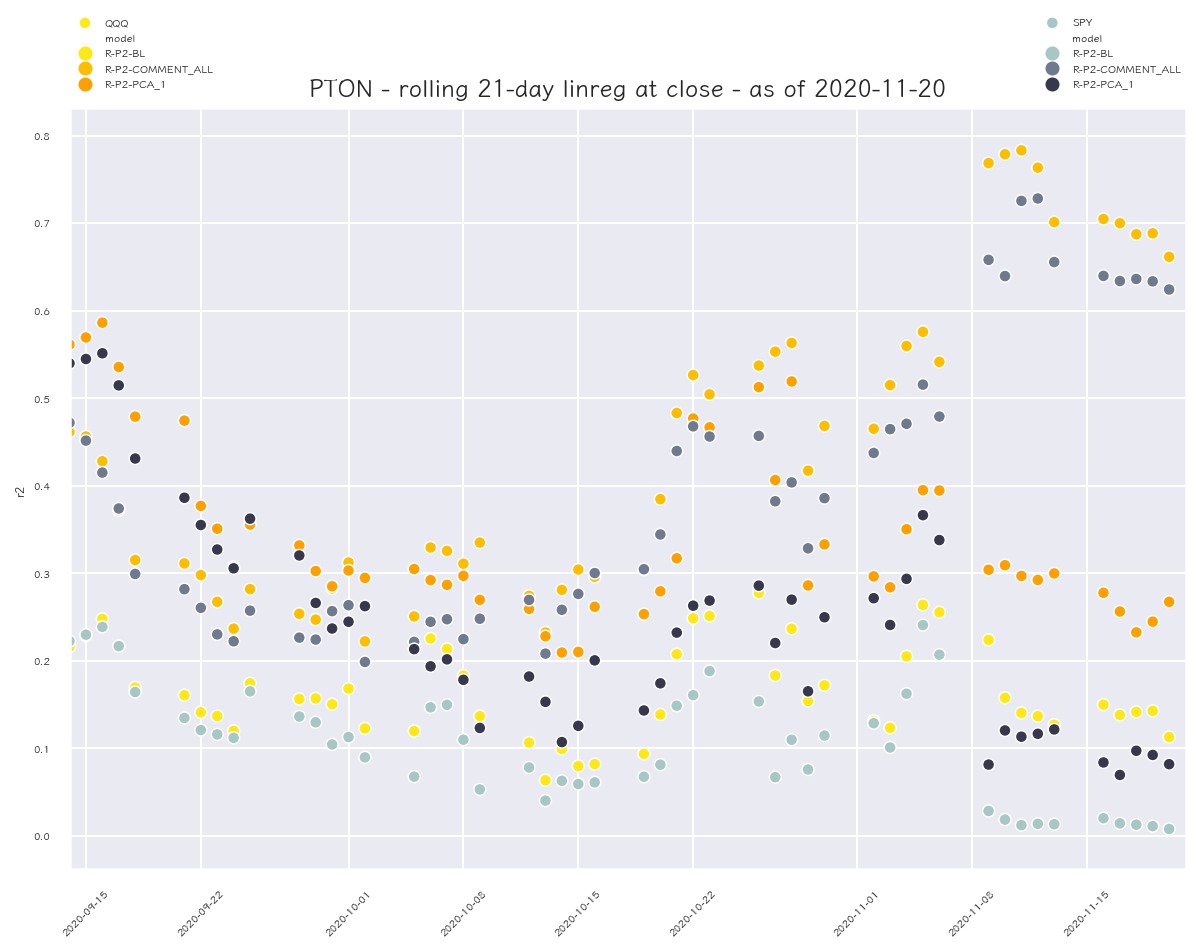 QQQ
model
R-P2-BL
R-P2-COMMENT_ALL
R-P2-PCA_1
SPY
model
R-P2-BL
R-P2-COMMENT_ALL
R-P2-PCA_1
PTON - rolling 21-day linreg at close - as of 2020-11-20
0.8
0.7
0.6
0.5
0.4
0.3
0.2
0.1
0.0
r2
2020-09-15
2020-09-22
2020-10-01
2020-10-08
2020-10-15
2020-10-22
2020-11-01
2020-11-08
2020-11-15